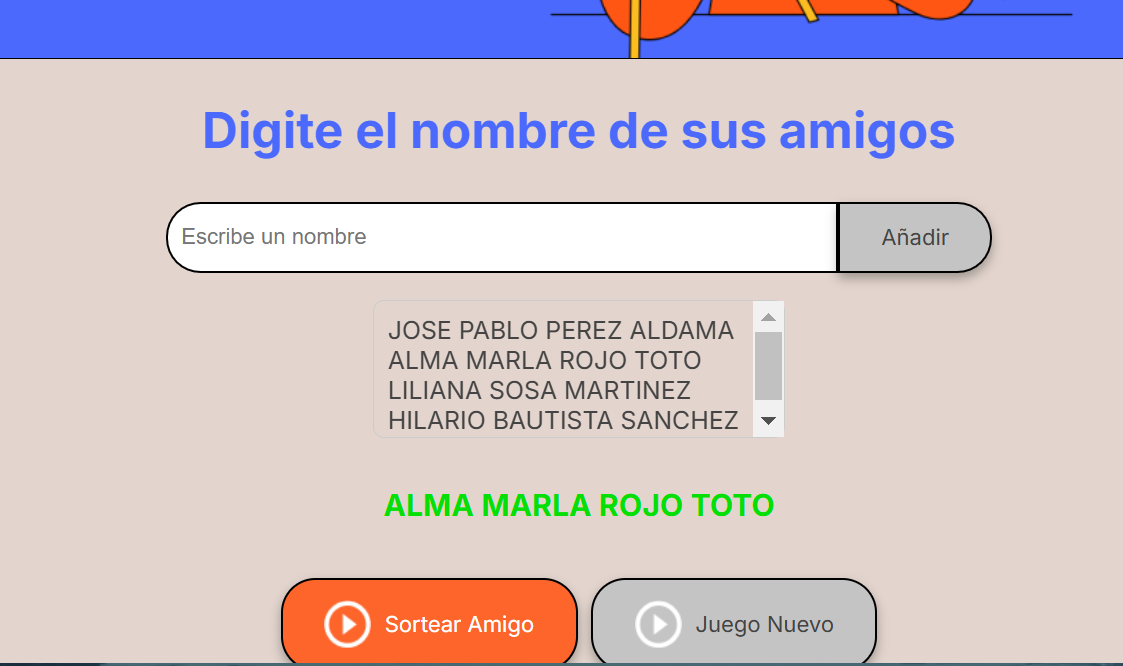 Digite el nombre de sus amigos
Escribe un nombre
Añadir
JOSE PABLO PEREZ ALDAMA
ALMA MARLA ROJO TOTO
LILIANA SOSA MARTINEZ
HILARIO BAUTISTA SANCHEZ
ALMA MARLA ROJO TOTO
Sortear Amigo
Juego Nuevo